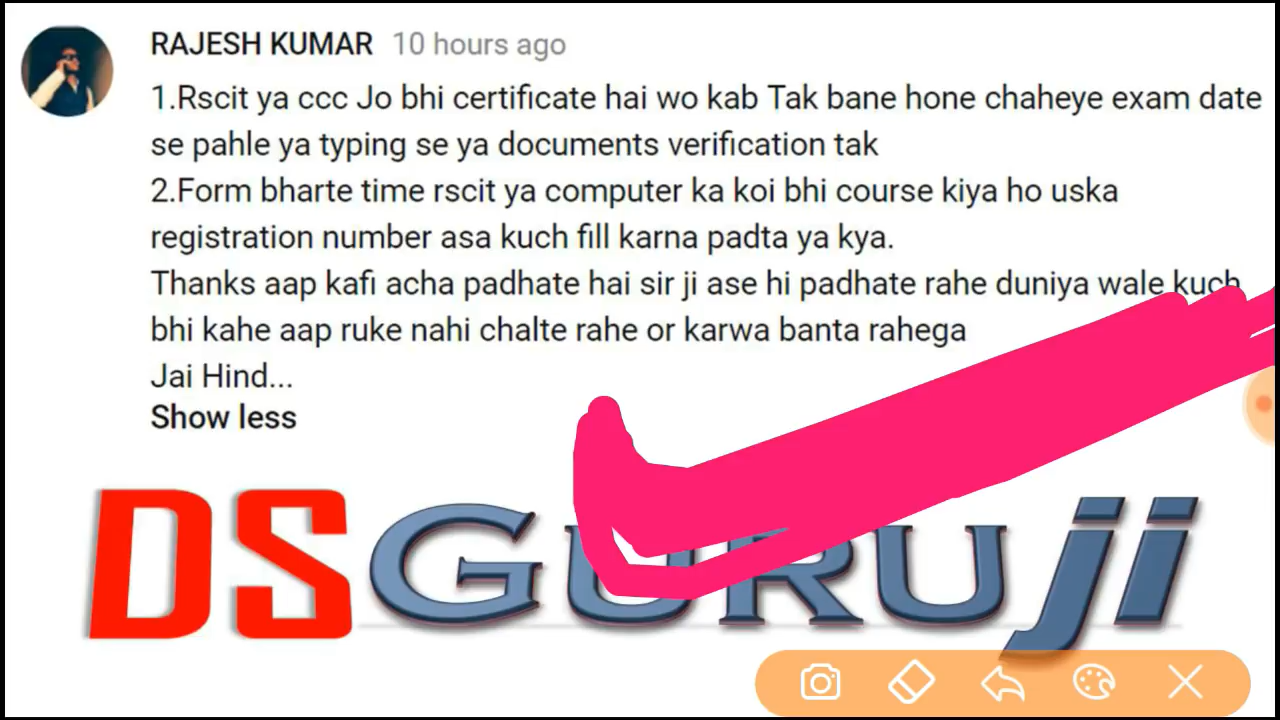 RAJESH KUMAR 10 hours ago
1.Rscit ya ccc Jo bhi certificate hai wo kab Tak bane hone chaheye exam date
se pahle ya typing se ya documents verification tak
2.Form bharte time rscit ya computer ka koi bhi course kiya ho uska
registration number asa kuch fill karna padta ya kya.
Thanks aap kafi acha padhate hai sir ji ase hi padhate rahe duniya wale kuch
bhi kahe aap ruke nahi chalte rahe or karwa banta rahega
Jai Hind...
Show less
DSGURUji